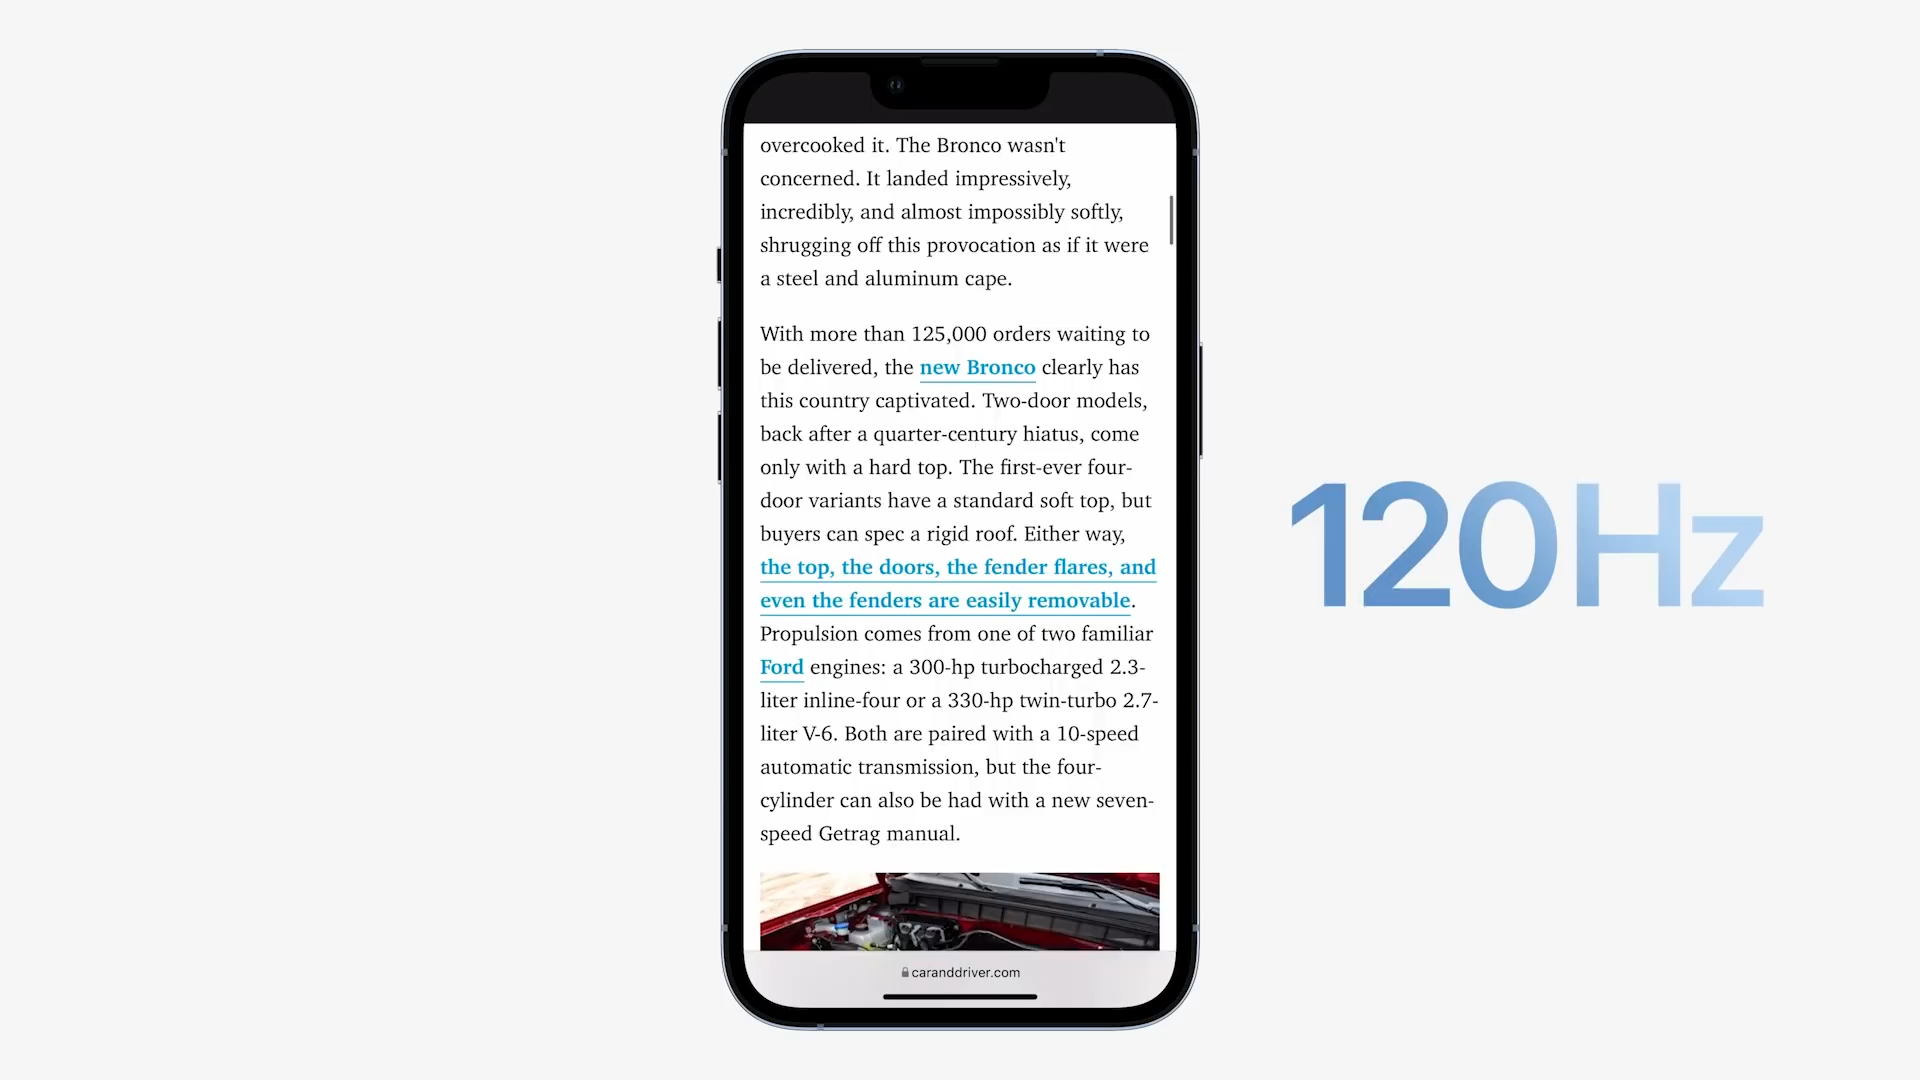 overcooked it. The Bronco wasn't
concerned. It landed impressively,
incredibly, and almost impossibly softly,
shrugging off this provocation as if it were
a steel and aluminum cape.
With more than 125,000 orders waiting to
be delivered, the new Bronco clearly has
this country captivated. Two-door models,
back after a quarter-century hiatus, come
only with a hard top. The first-ever four-
door variants have a standard soft top, but
buyers can spec a rigid roof. Either way,
the top, the doors, the fender flares, and
even the fenders are easily removable.
Propulsion comes from one of two familiar
Ford engines: a 300-hp turbocharged 2.3-
liter inline-four or a 330-hp twin-turbo 2.7-
liter V-6. Both are paired with a 10-speed
automatic transmission, but the four-
cylinder can also be had with a new seven-
speed Getrag manual.
caranddriver.com
120Hz